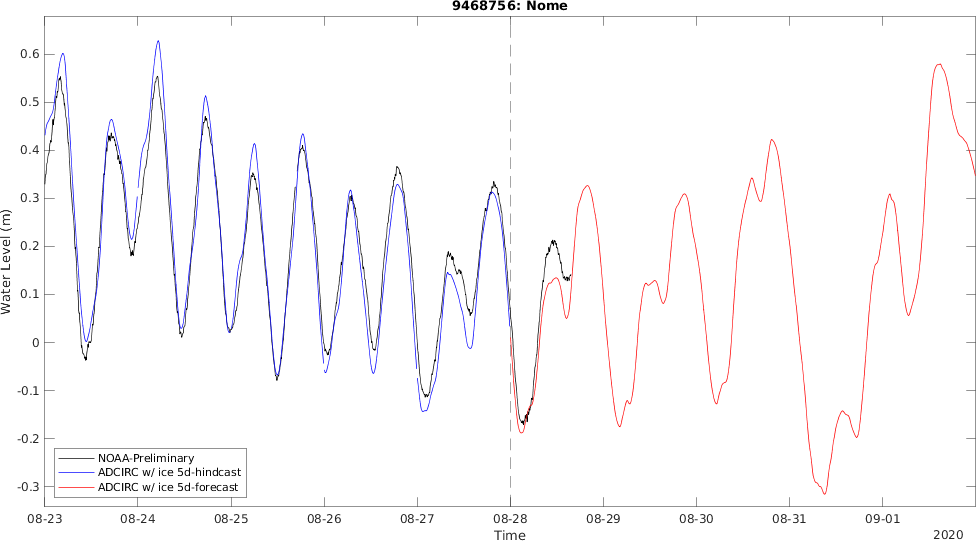 9468756: Nome
Water Level (m)
0.6
0.5
0.4
0.3
0.2
0.1
0
-0.1
-0.2
-0.3
NOAA-Preliminary
ADCIRC w/ ice 5d-hindcast
ADCIRC w/ ice 5d-forecast
08-23 08-24 08-25 08-26 08-27 08-28 08-29 08-30 08-31 09-01
Time
2020